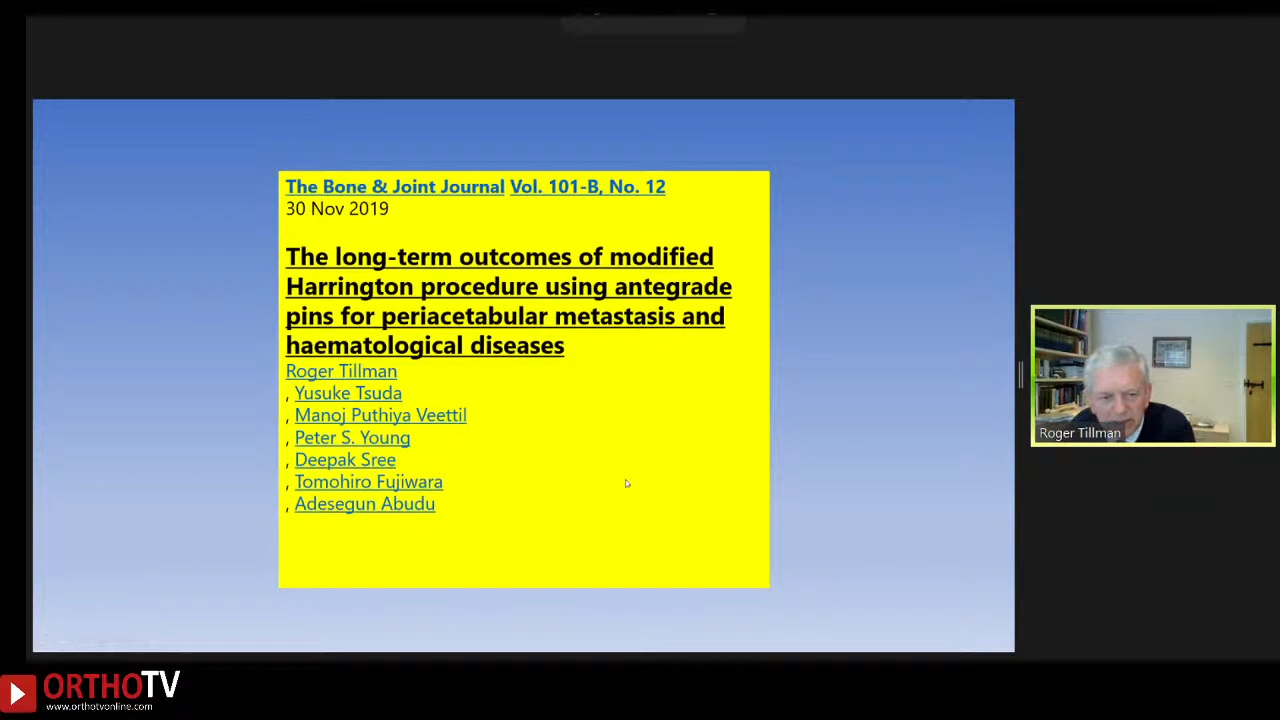 The Bone & Joint Journal Vol. 101-B, No. 12
30 Nov 2019
The long-term outcomes of modified
Harrington procedure using antegrade
pins for periacetabular metastasis and
haematological diseases
Roger Tillman
, Yusuke Tsuda
, Manoj Puthiya Veettil
, Peter S. Young
, Deepak Sree
, Tomohiro Fujiwara
, Adesegun Abudu
Roger Tillman
ORTHOTV
www.orthotvonline.com